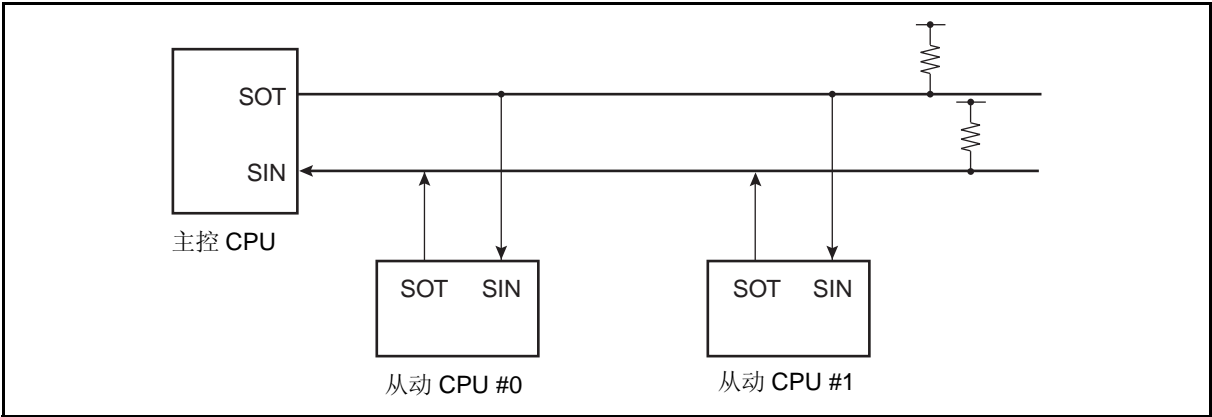 SOT
SIN
主控 CPU
SOT SIN
从动 CPU #0
SOT SIN
从动 CPU #1